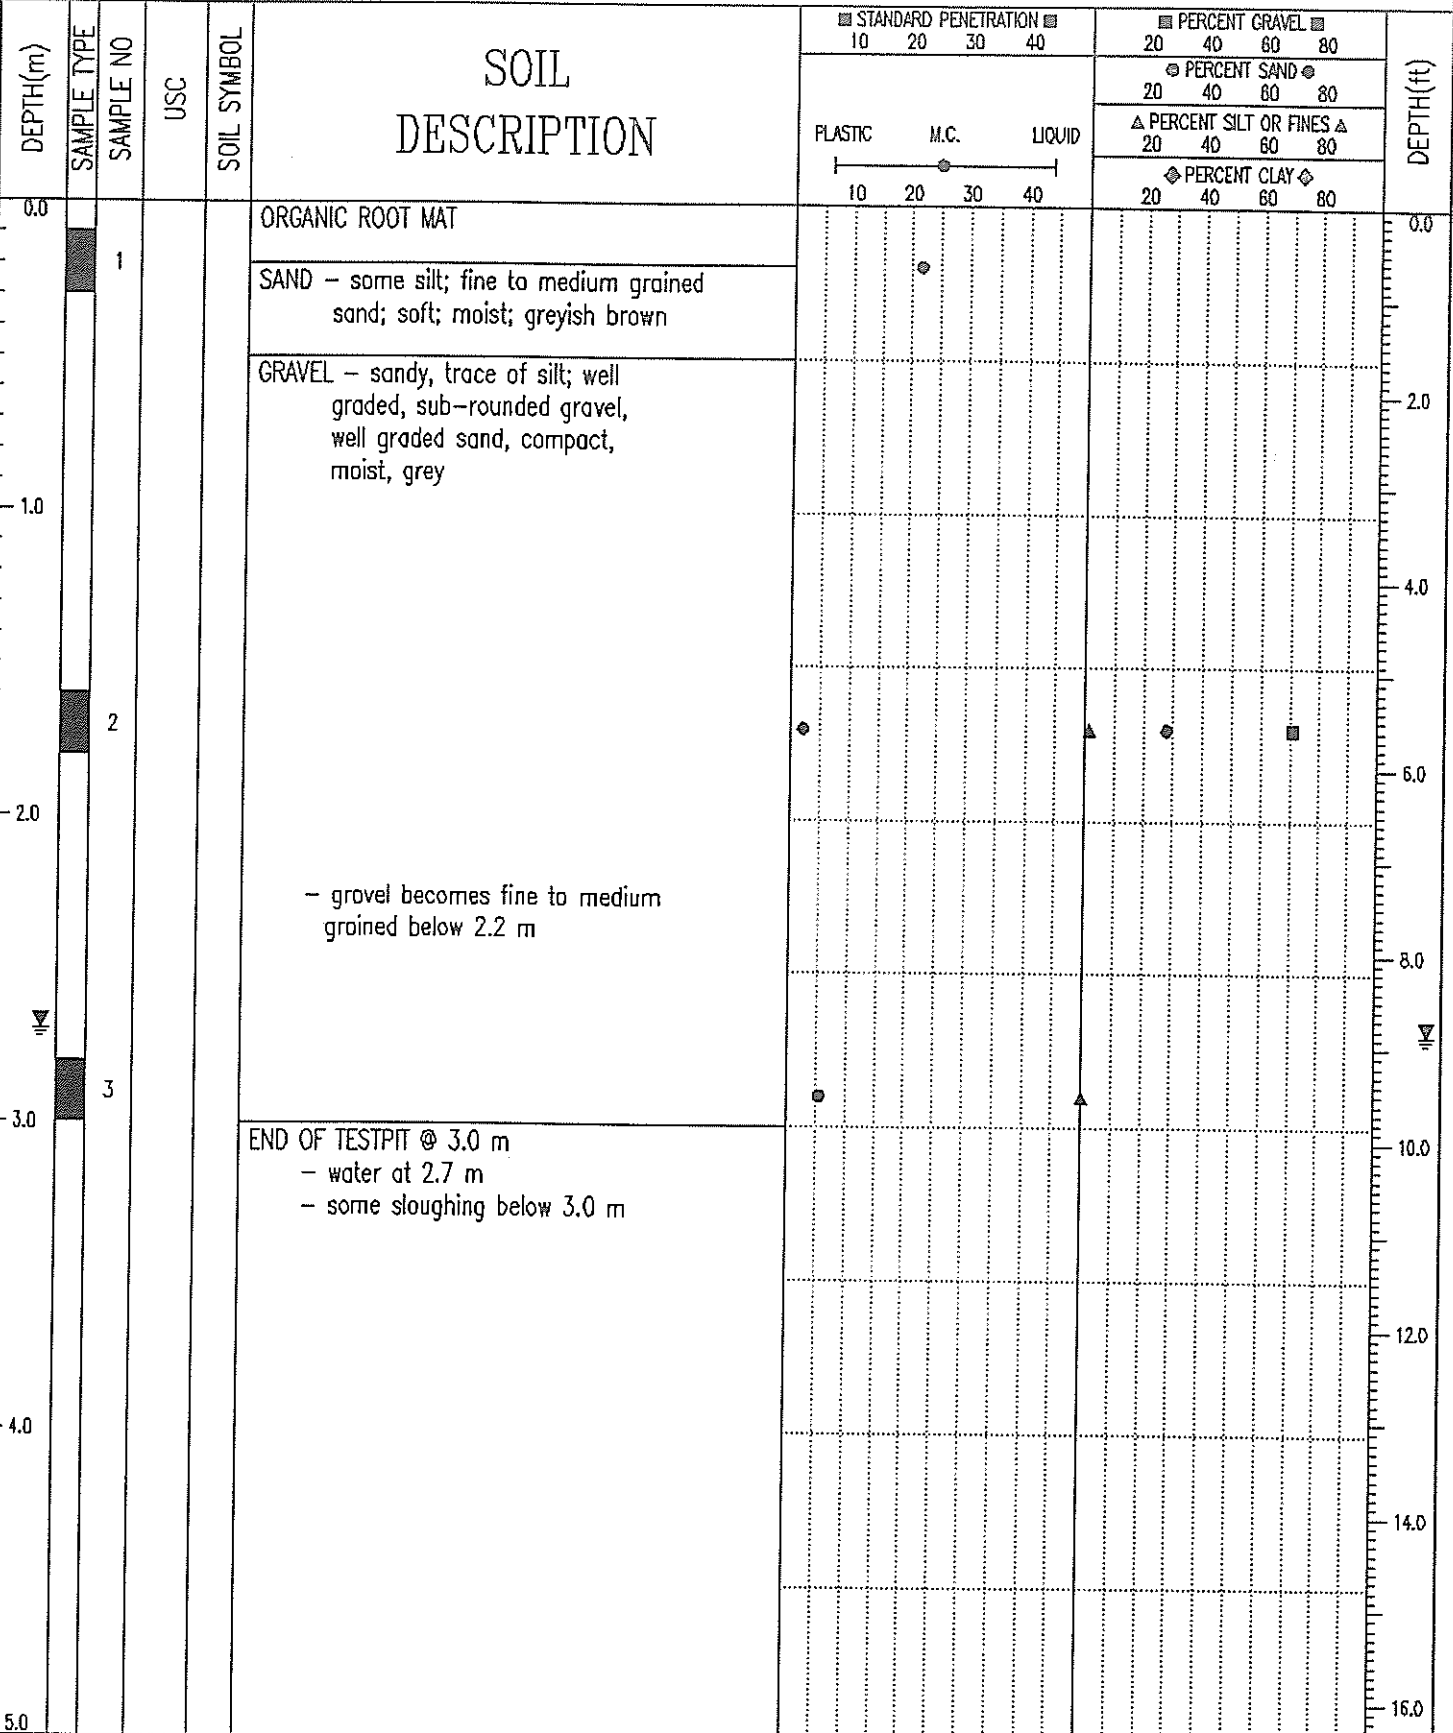 DEPTH(m)
SAMPLE TYPE
SAMPLE NO
USC
SOIL SYMBOL
SOIL
DESCRIPTION
STANDARD PENETRATION
10 20 30 40
PLASTIC M.C. LIQUID
10 20 30 40
PERCENT GRAVEL
20 40 60 80
PERCENT SAND
20 40 60 80
PERCENT SILT OR FINES
20 40 60 80
PERCENT CLAY
20 40 60 80
DEPTH(ft)
0.0
ORGANIC ROOT MAT
0.0
1
SAND – some silt; fine to medium grained
sand; soft; moist; greyish brown
GRAVEL – sandy, trace of silt; well
graded, sub-rounded gravel,
well graded sand, compact,
moist, grey
2.0
1.0
4.0
2
6.0
2.0
– gravel becomes fine to medium
grained below 2.2 m
8.0
3
3.0
END OF TESTPIT @ 3.0 m
– water at 2.7 m
– some sloughing below 3.0 m
10.0
12.0
4.0
14.0
16.0
5.0